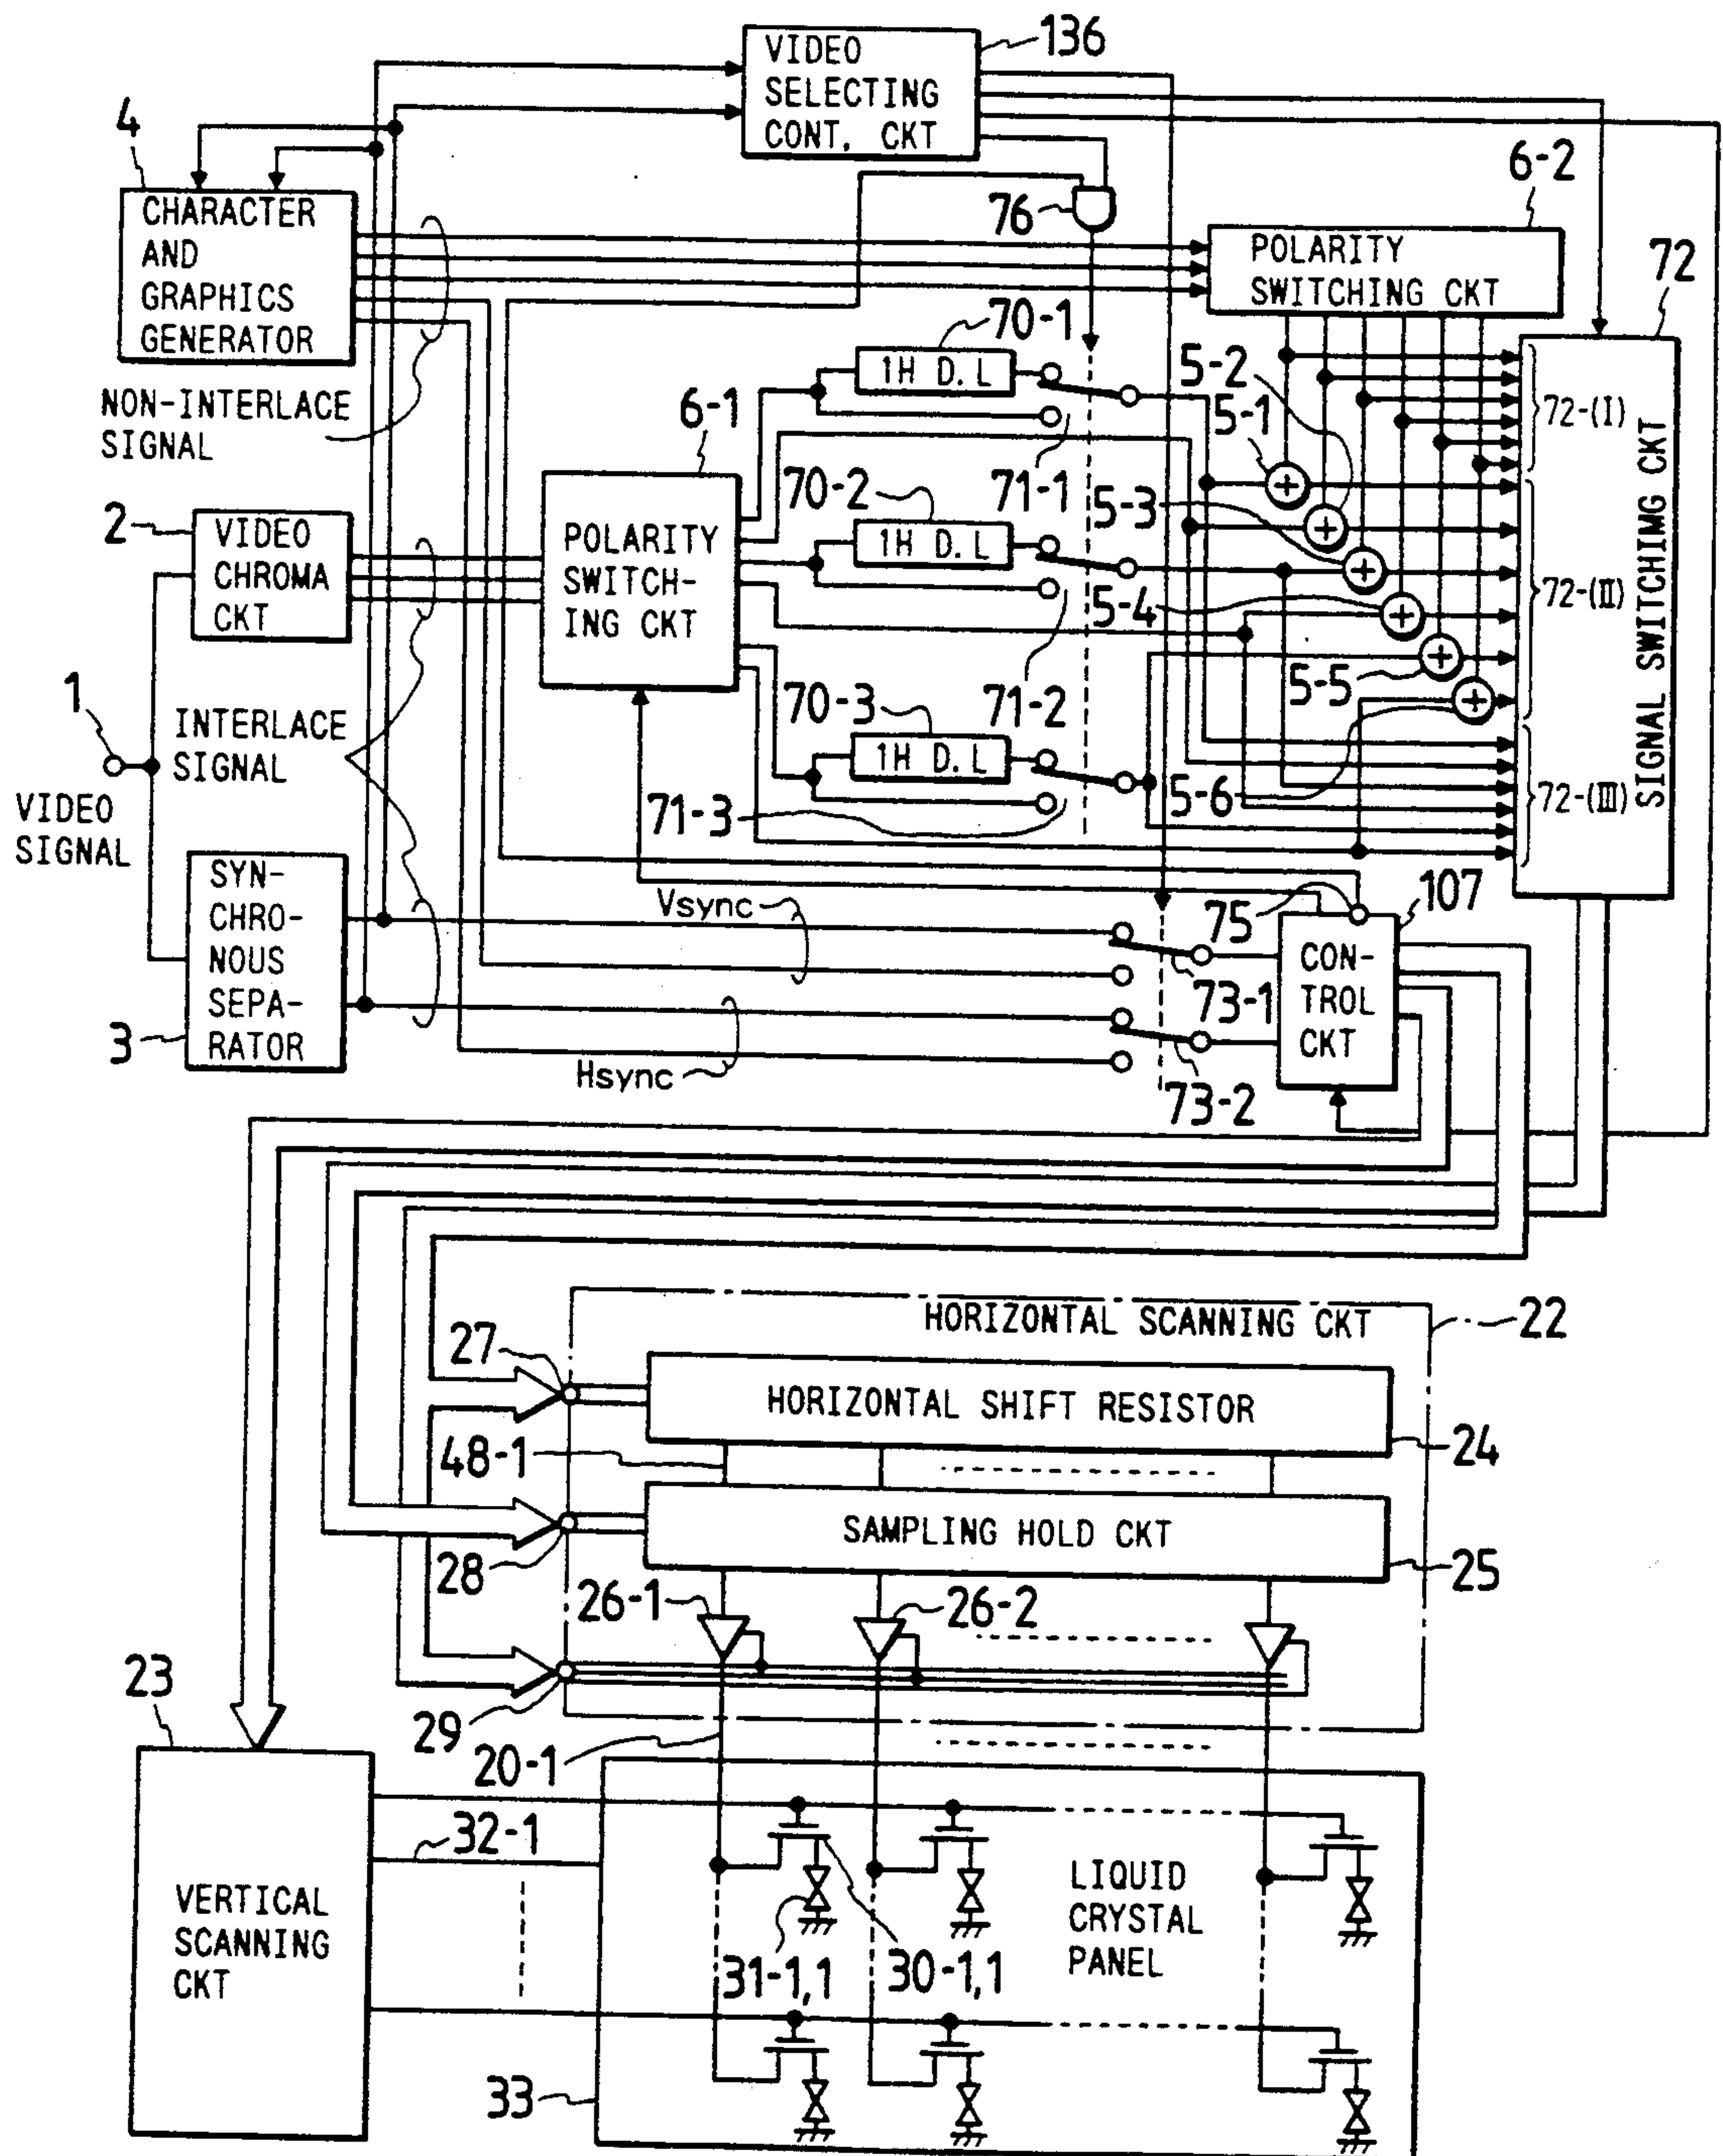 VIDEO
SELECTING
CONT. CKT
136
4
CHARACTER
AND
GRAPHICS
GENERATOR
76
6-2
POLARITY
SWITCHING CKT
72
NON-INTERLACE
SIGNAL
6-1
70-1
1H D.L
5-2
5-1
72-(I)
71-1
2
VIDEO
CHROMA
CKT
POLARITY
SWITCH-
ING CKT
70-2
1H D.L
5-3
5-4
72-(II)
SIGNAL SWITCHIMG CKT
71-2
5-5
1
VIDEO
SIGNAL
INTERLACE
SIGNAL
70-3
1H D.L
71-3
5-6
72-(III)
3
SYN-
CHRO-
NOUS
SEPA-
RATOR
Vsync
Hsync
75
107
CON-
TROL
CKT
73-1
73-2
HORIZONTAL SCANNING CKT
22
27
HORIZONTAL SHIFT RESISTOR
24
48-1
SAMPLING HOLD CKT
28
25
26-1
26-2
29
23
20-1
32-1
VERTICAL
SCANNING
CKT
LIQUID
CRYSTAL
PANEL
31-1,1
30-1,1
33